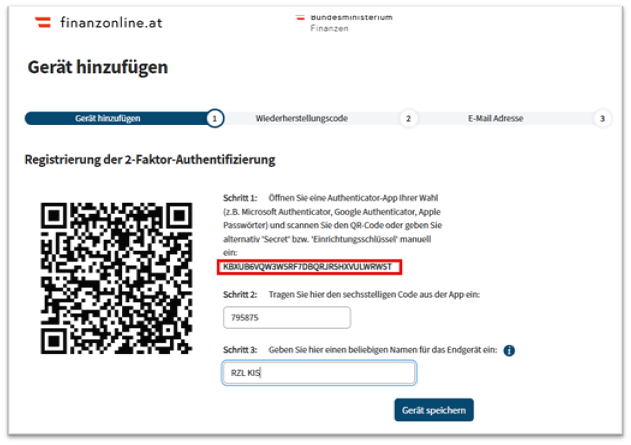 finanzonline.at
Bundesministerium
Finanzen
Gerät hinzufügen
Gerät hinzufügen 1 Wiederherstellungscode 2 E-Mail Adresse 3
Registrierung der 2-Faktor-Authentifizierung
Schritt 1: Öffnen Sie eine Authenticator-App Ihrer Wahl
(z.B. Microsoft Authenticator, Google Authenticator, Apple
Passwörter) und scannen Sie den QR-Code oder geben Sie
alternativ 'Secret' bzw. 'Einrichtungsschlüssel' manuell
ein:
KBXUB6VQW3WSRF7DBQRJRSHXVULWRWST
Schritt 2: Tragen Sie hier den sechsstelligen Code aus der App ein:
795875
Schritt 3: Geben Sie hier einen beliebigen Namen für das Endgerät ein: i
RZL KIS
Gerät speichern